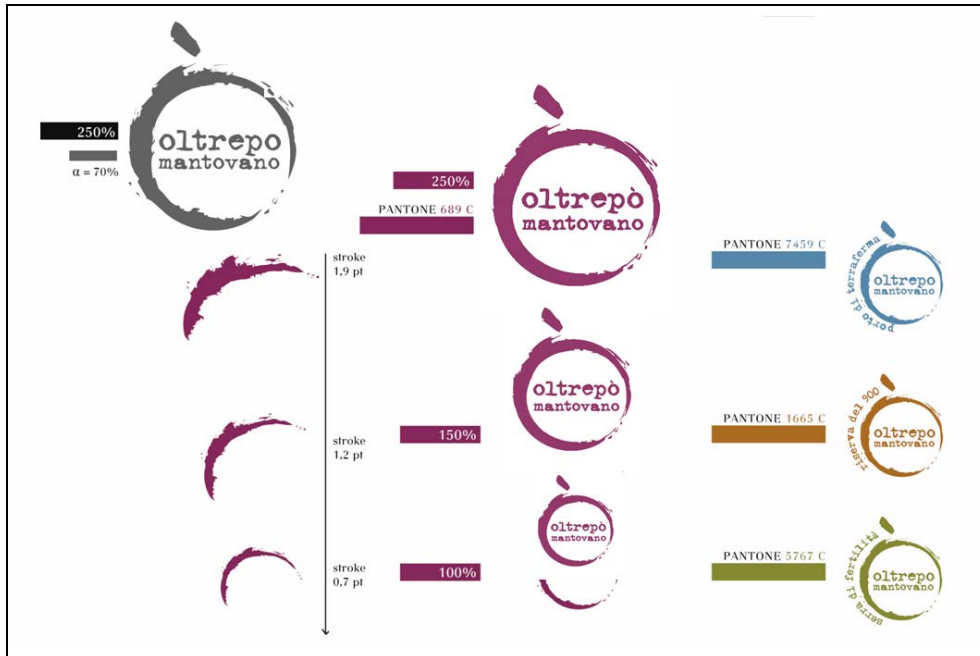 250%
α = 70%
oltrepo
mantovano
250%
PANTONE 689 C
oltrepò
mantovano
stroke
1.9 pt
PANTONE 7459 C
porto di terraferma
oltrepo
mantovano
oltrepò
mantovano
stroke
1.2 pt
150%
PANTONE 1665 C
riserva del 900
oltrepo
mantovano
oltrepò
mantovano
stroke
0.7 pt
100%
PANTONE 5767 C
serra di fertilità
oltrepo
mantovano